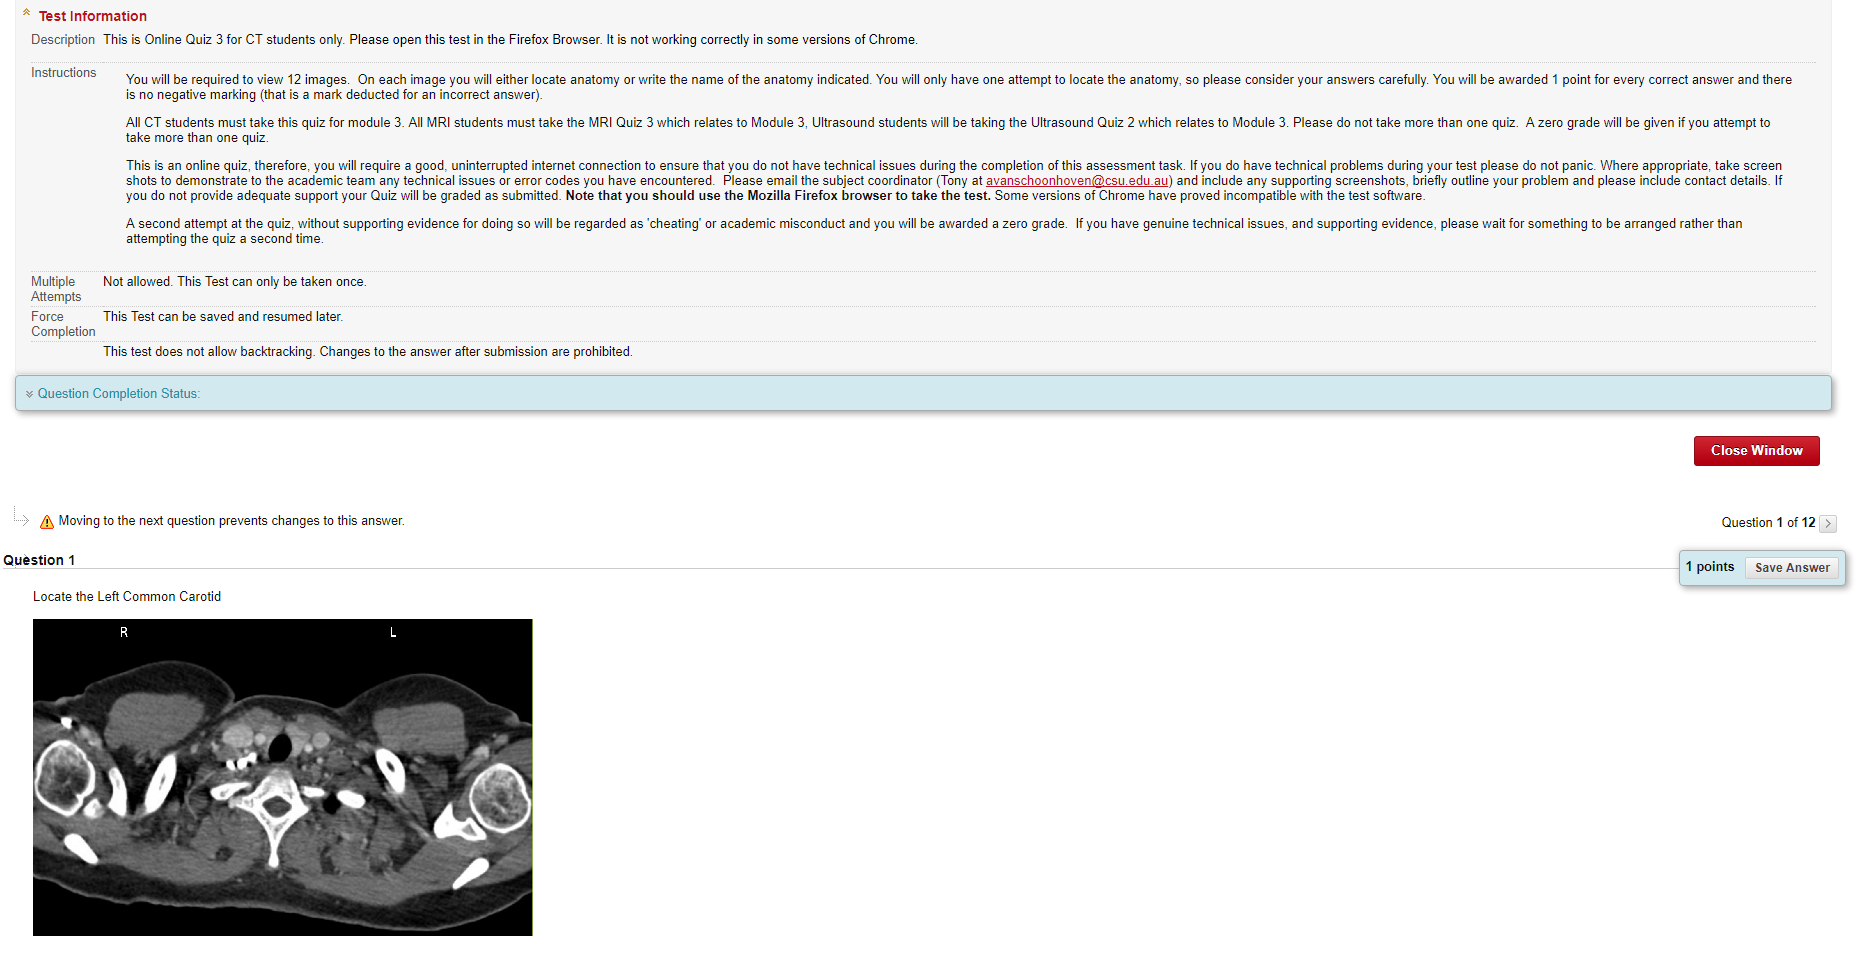 Test Information
Description This is Online Quiz 3 for CT students only. Please open this test in the Firefox Browser. It is not working correctly in some versions of Chrome.
Instructions
You will be required to view 12 images. On each image you will either locate anatomy or write the name of the anatomy indicated. You will only have one attempt to locate the anatomy, so please consider your answers carefully. You will be awarded 1 point for every correct answer and there
is no negative marking (that is a mark deducted for an incorrect answer).
All CT students must take this quiz for module 3. All MRI students must take the MRI Quiz 3 which relates to Module 3, Ultrasound students will be taking the Ultrasound Quiz 2 which relates to Module 3. Please do not take more than one quiz. A zero grade will be given if you attempt to
take more than one quiz.
This is an online quiz, therefore, you will require a good, uninterrupted internet connection to ensure that you do not have technical issues during the completion of this assessment task. If you do have technical problems during your test please do not panic. Where appropriate, take screen
shots to demonstrate to the academic team any technical issues or error codes you have encountered. Please email the subject coordinator (Tony at avanschoonhoven@csu.edu.au) and include any supporting screenshots, briefly outline your problem and please include contact details. If
you do not provide adequate support your Quiz will be graded as submitted. Note that you should use the Mozilla Firefox browser to take the test. Some versions of Chrome have proved incompatible with the test software.
A second attempt at the quiz, without supporting evidence for doing so will be regarded as 'cheating' or academic misconduct and you will be awarded a zero grade. If you have genuine technical issues, and supporting evidence, please wait for something to be arranged rather than
attempting the quiz a second time.
Multiple Attempts Not allowed. This Test can only be taken once.
Force Completion This Test can be saved and resumed later.
This test does not allow backtracking. Changes to the answer after submission are prohibited.
Question Completion Status:
Close Window
Moving to the next question prevents changes to this answer.
Question 1 of 12
Question 1
1 points Save Answer
Locate the Left Common Carotid
R L